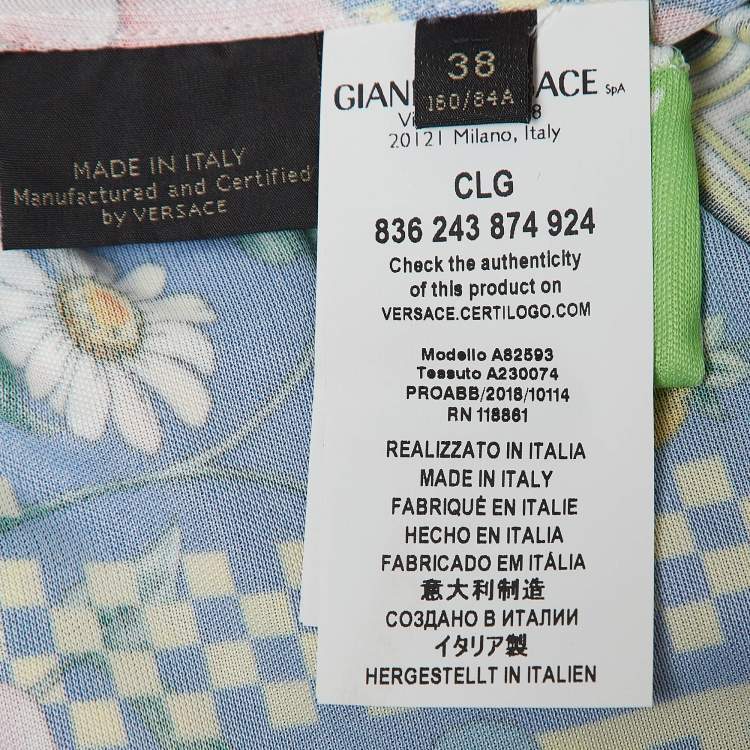 MADE IN ITALY
Manufactured and Certified
by VERSACE
38
160/84A
SpA
20121 Milano, Italy
CLG
836 243 874 924
Check the authenticity
of this product on
VERSACE.CERTILOGO.COM
Modello A82593
Tessuto A230074
PROABB/2018/10114
RN 118861
REALIZZATO IN ITALIA
MADE IN ITALY
FABRIQUÉ EN ITALIE
HECHO EN ITALIA
FABRICADO EM ITÁLIA
意大利制造
СОЗДАНО В ИТАЛИИ
イタリア製
HERGESTELLT IN ITALIEN